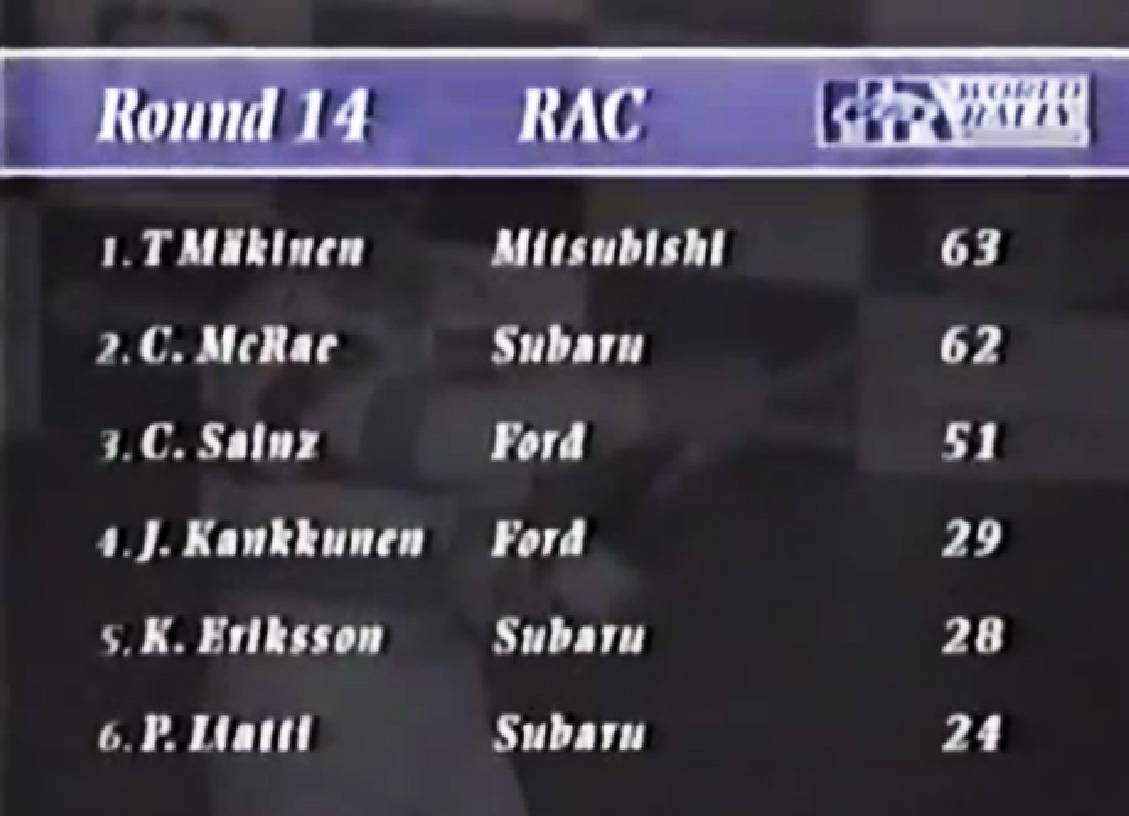 Round 14 RAC WORLD RALLY
1. T Mäkinen Mitsubishi 63
2. C. McRae Subaru 62
3. C. Sainz Ford 51
4. J. Kankkunen Ford 29
5. K. Eriksson Subaru 28
6. P. Liatti Subaru 24